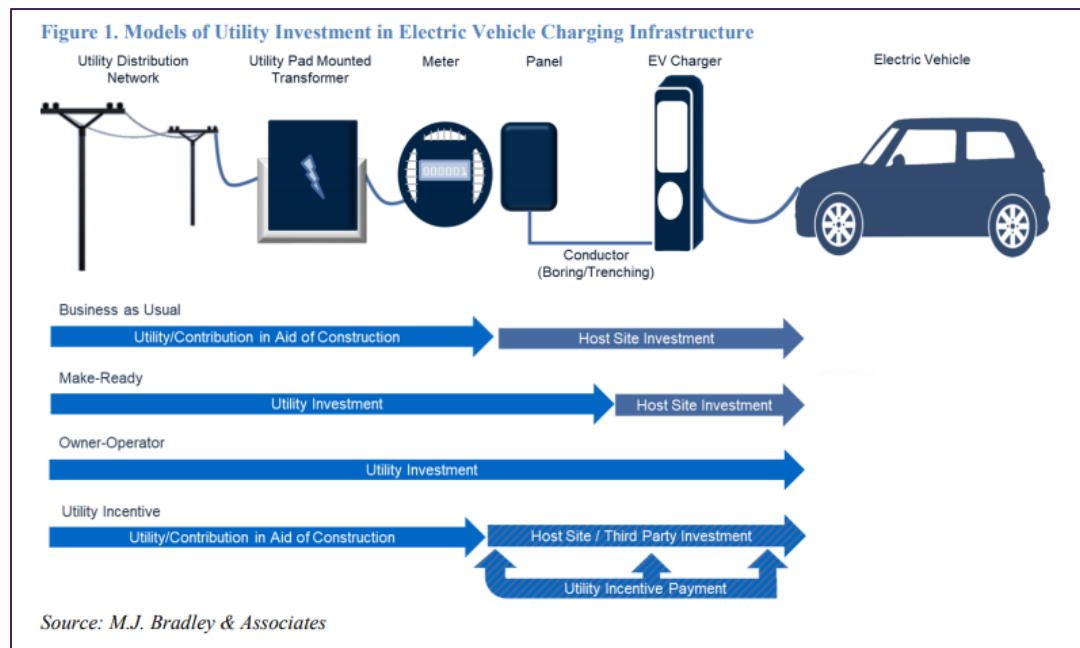 Figure 1. Models of Utility Investment in Electric Vehicle Charging Infrastructure
Utility Distribution
Network
Utility Pad Mounted
Transformer
Meter
Panel
EV Charger
Electric Vehicle
000001
Conductor
(Boring/Trenching)
Business as Usual
Utility/Contribution in Aid of Construction
Host Site Investment
Make-Ready
Utility Investment
Host Site Investment
Owner-Operator
Utility Investment
Utility Incentive
Utility/Contribution in Aid of Construction
Host Site / Third Party Investment
Utility Incentive Payment
Source: M.J. Bradley & Associates